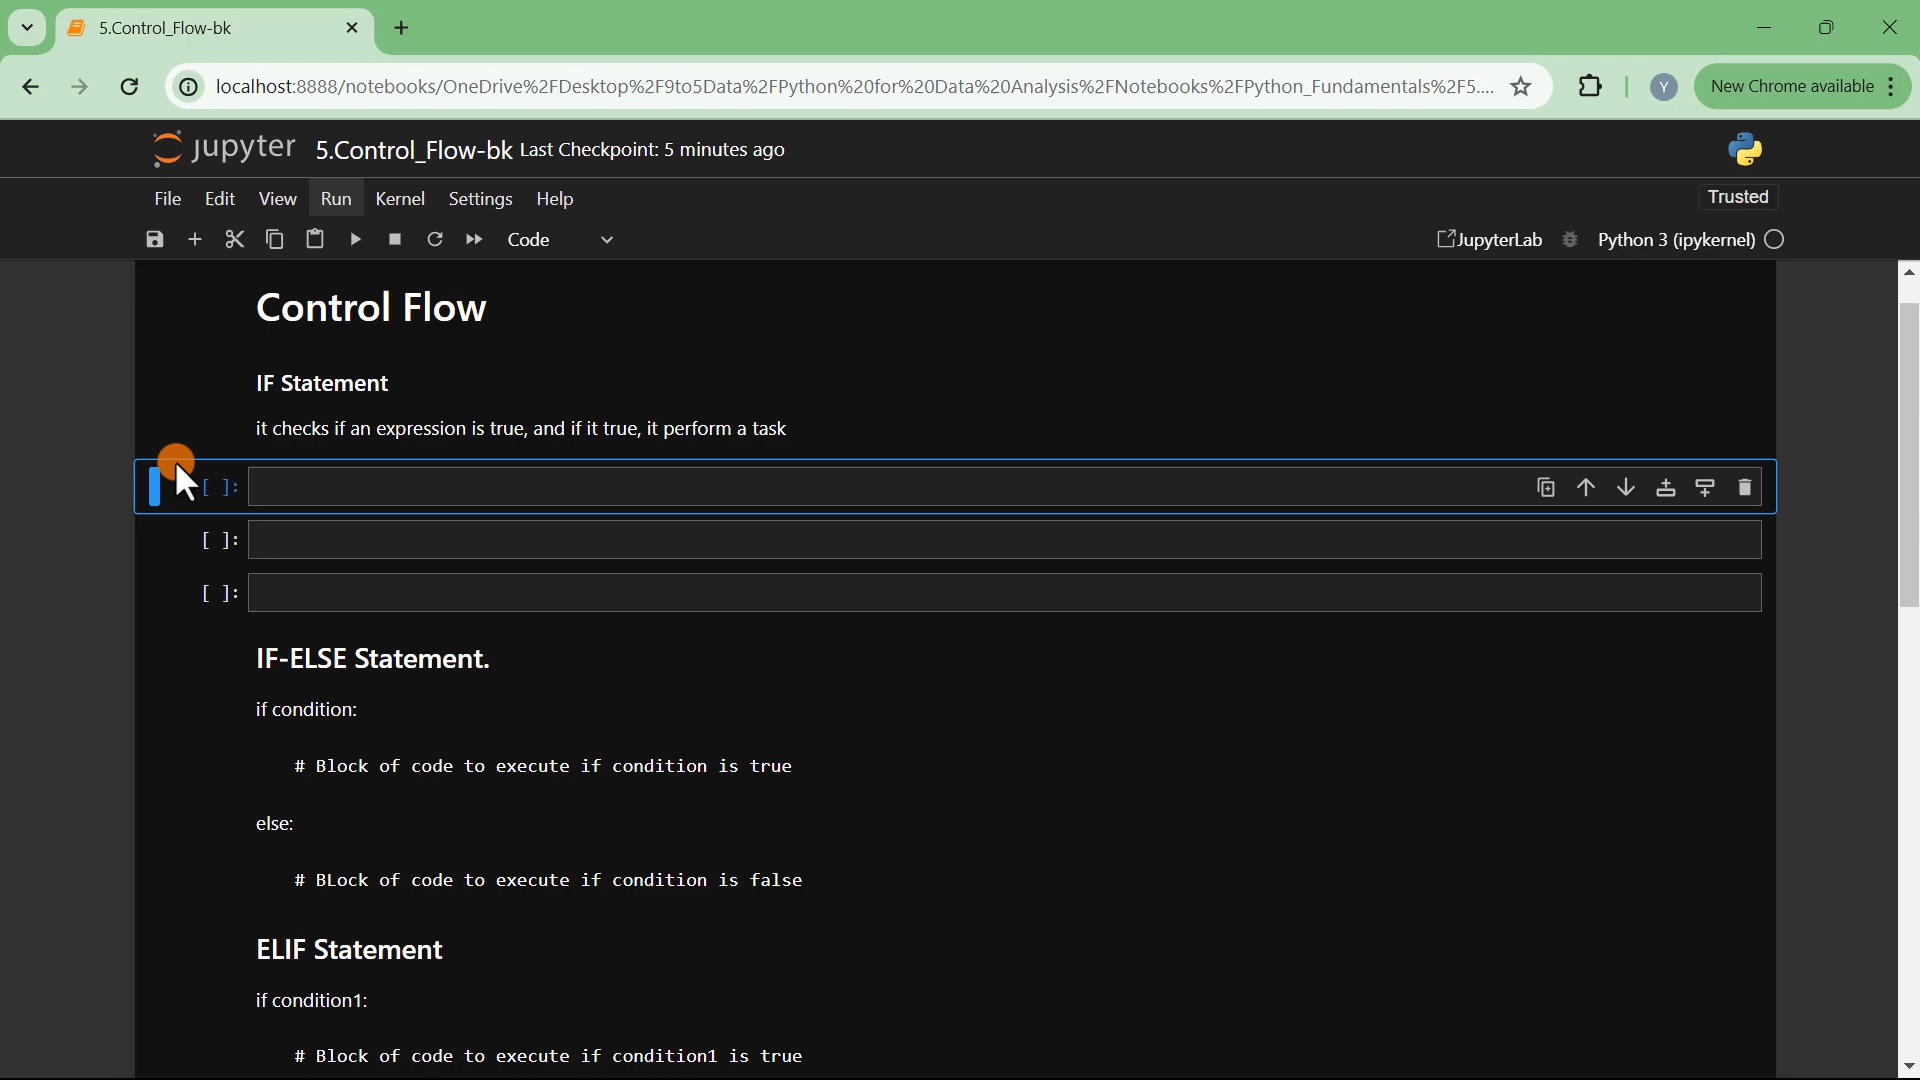 5.Control_Flow-bk
localhost:8888/notebooks/OneDrive%2FDesktop%2F9to5Data%2FPython%20for%20Data%20Analysis%2FNotebooks%2FPython_Fundamentals%2F5....
Y
New Chrome available
jupyter 5.Control_Flow-bk Last Checkpoint: 5 minutes ago
File Edit View Run Kernel Settings Help
Trusted
Code
JupyterLab
Python 3 (ipykernel)
Control Flow
IF Statement
it checks if an expression is true, and if it true, it perform a task
[ ]:
[ ]:
[ ]:
IF-ELSE Statement.
if condition:
# Block of code to execute if condition is true
else:
# BLock of code to execute if condition is false
ELIF Statement
if condition1:
# Block of code to execute if condition1 is true